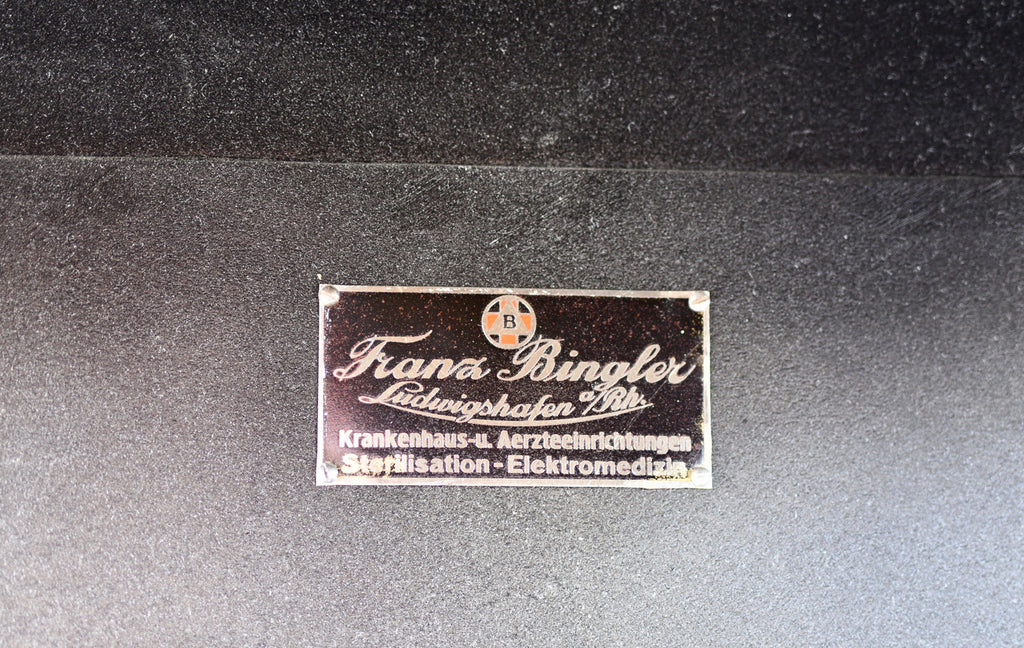 B
Franz Bingler
Ludwigshafen a/Rh.
Krankenhaus-u. Aerzteeinrichtungen
Sterilisation-Elektromedizin